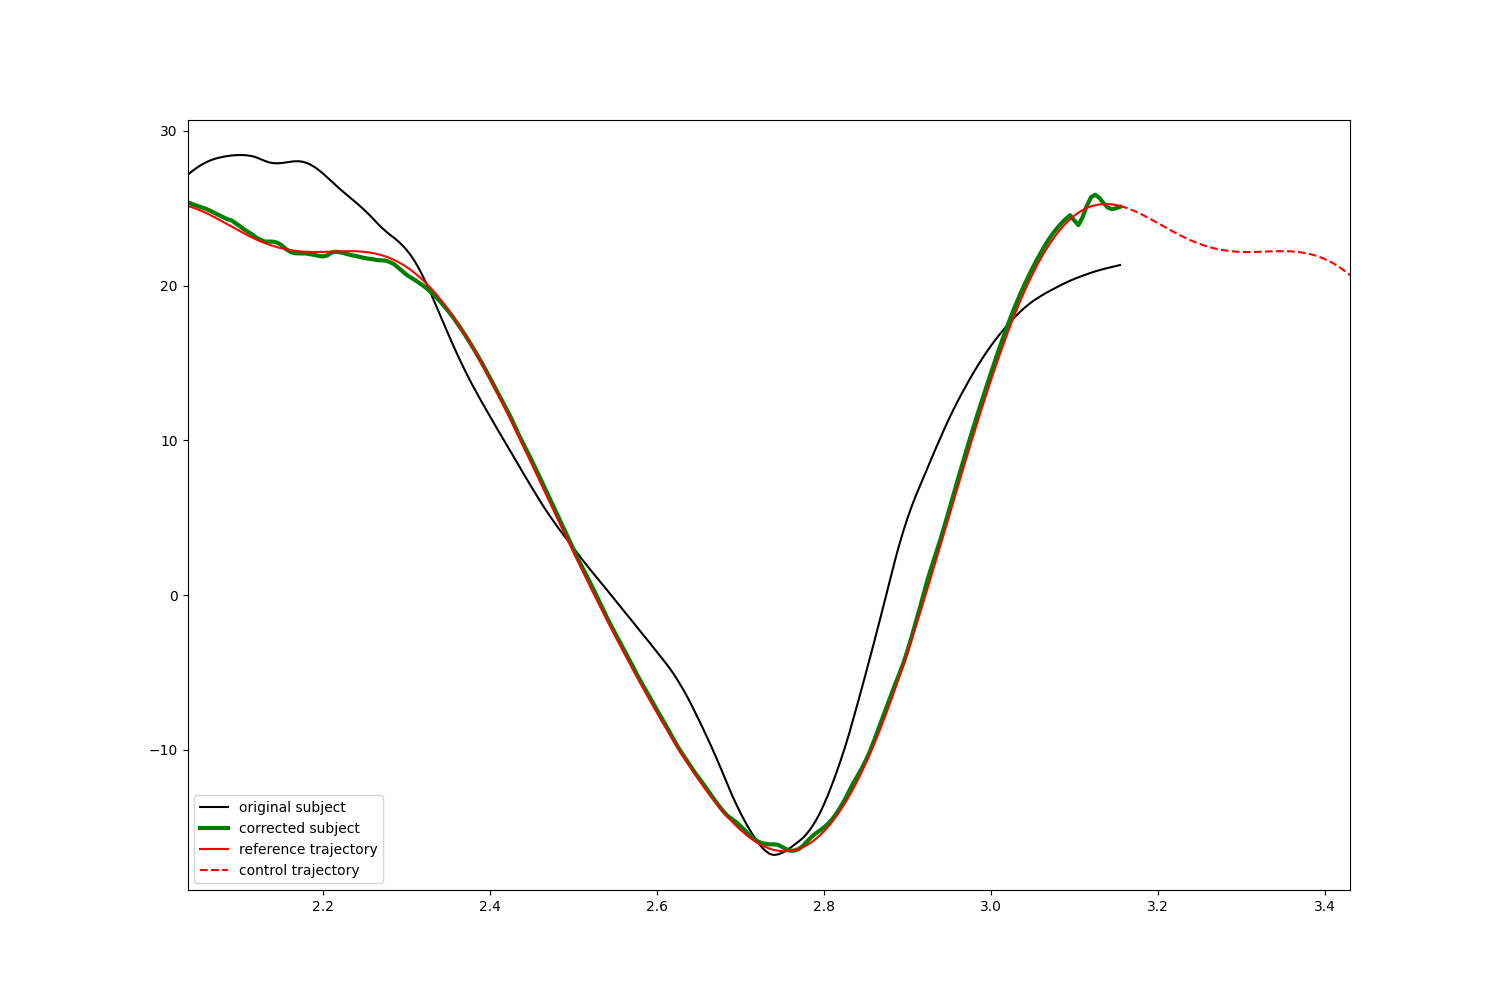 30
20
10
0
−10
original subject
corrected subject
reference trajectory
control trajectory
2.2 2.4 2.6 2.8 3.0 3.2 3.4